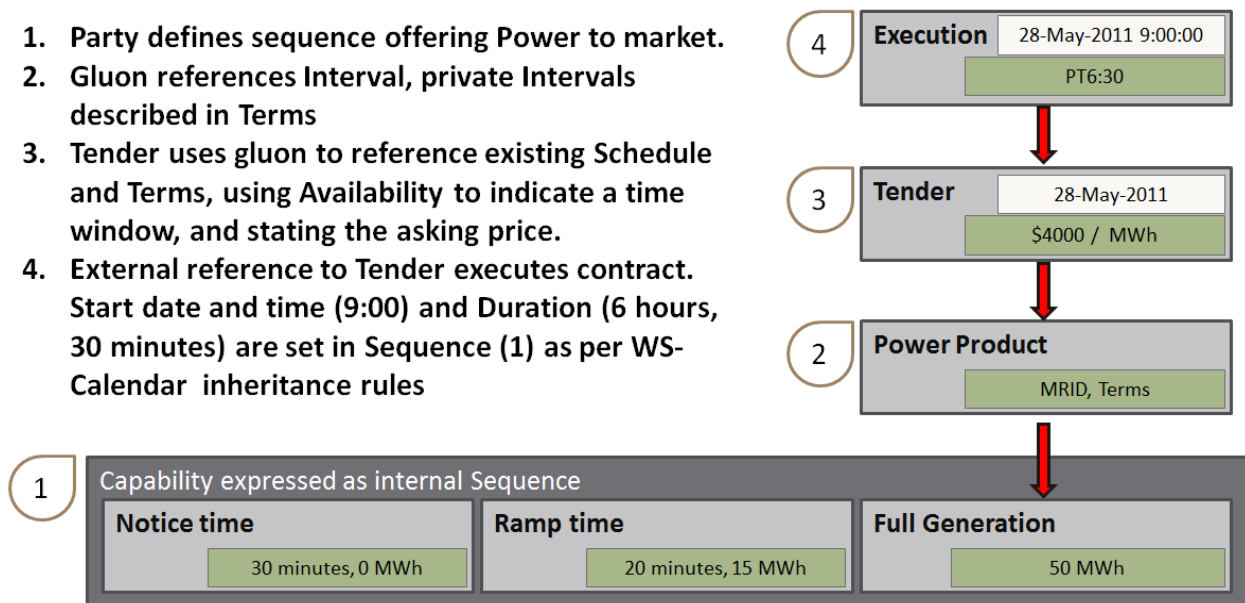 1. Party defines sequence offering Power to market.
2. Gluon references Interval, private Intervals
described in Terms
3. Tender uses gluon to reference existing Schedule
and Terms, using Availability to indicate a time
window, and stating the asking price.
4. External reference to Tender executes contract.
Start date and time (9:00) and Duration (6 hours,
30 minutes) are set in Sequence (1) as per WS-
Calendar inheritance rules
4
Execution
28-May-2011 9:00:00
PT6:30
3
Tender
28-May-2011
$4000 / MWh
2
Power Product
MRID, Terms
1
Capability expressed as internal Sequence
Notice time
30 minutes, 0 MWh
Ramp time
20 minutes, 15 MWh
Full Generation
50 MWh